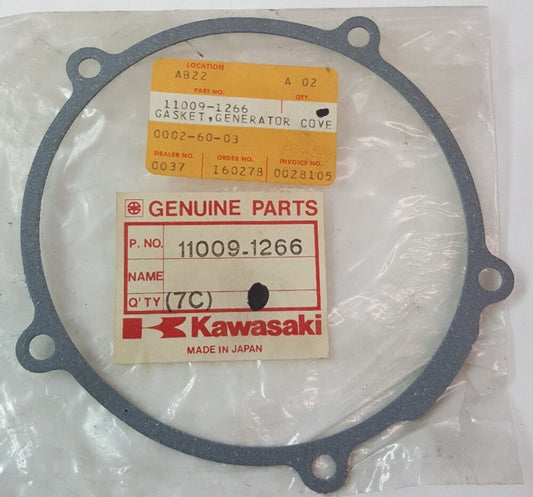 LOCATION
AB22 A 02
PART NO. QTY.
11009-1266
GASKET,GENERATOR COVE
0002-60-03
DEALER NO. ORDER NO. INVOICE NO.
0037 16027B 0028105
GENUINE PARTS
P. NO. 11009-1266
NAME
Q'TY (7C)
Kawasaki
MADE IN JAPAN